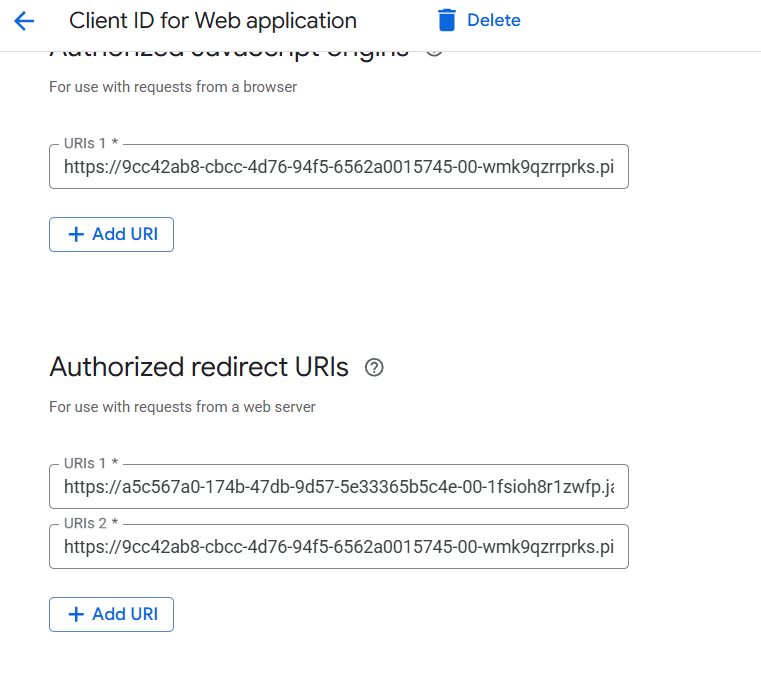 Client ID for Web application
Delete
Authorized JavaScript origins
For use with requests from a browser
URIs 1 *
https://9cc42ab8-cbcc-4d76-94f5-6562a0015745-00-wmk9qzrrprks.pi
+ Add URI
Authorized redirect URIs
For use with requests from a web server
URIs 1 *
https://a5c567a0-174b-47db-9d57-5e33365b5c4e-00-1fsioh8r1zwfp.ja
URIs 2 *
https://9cc42ab8-cbcc-4d76-94f5-6562a0015745-00-wmk9qzrrprks.pi
+ Add URI